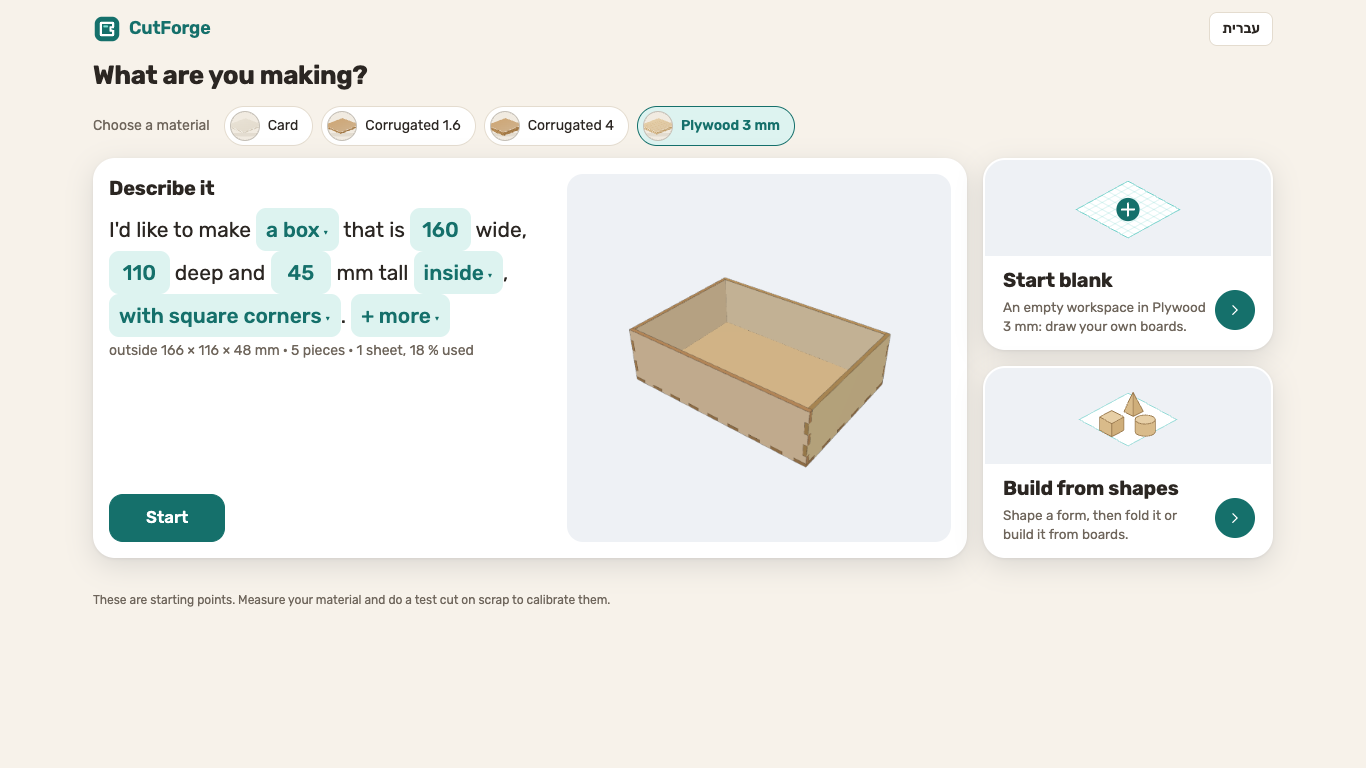 CutForge
עברית
What are you making?
Choose a material
Card
Corrugated 1.6
Corrugated 4
Plywood 3 mm
Describe it
I'd like to make a box that is 160 wide,
110 deep and 45 mm tall inside,
with square corners. + more
outside 166 × 116 × 48 mm • 5 pieces • 1 sheet, 18 % used
Start
Start blank
An empty workspace in Plywood
3 mm: draw your own boards.
Build from shapes
Shape a form, then fold it or
build it from boards.
These are starting points. Measure your material and do a test cut on scrap to calibrate them.